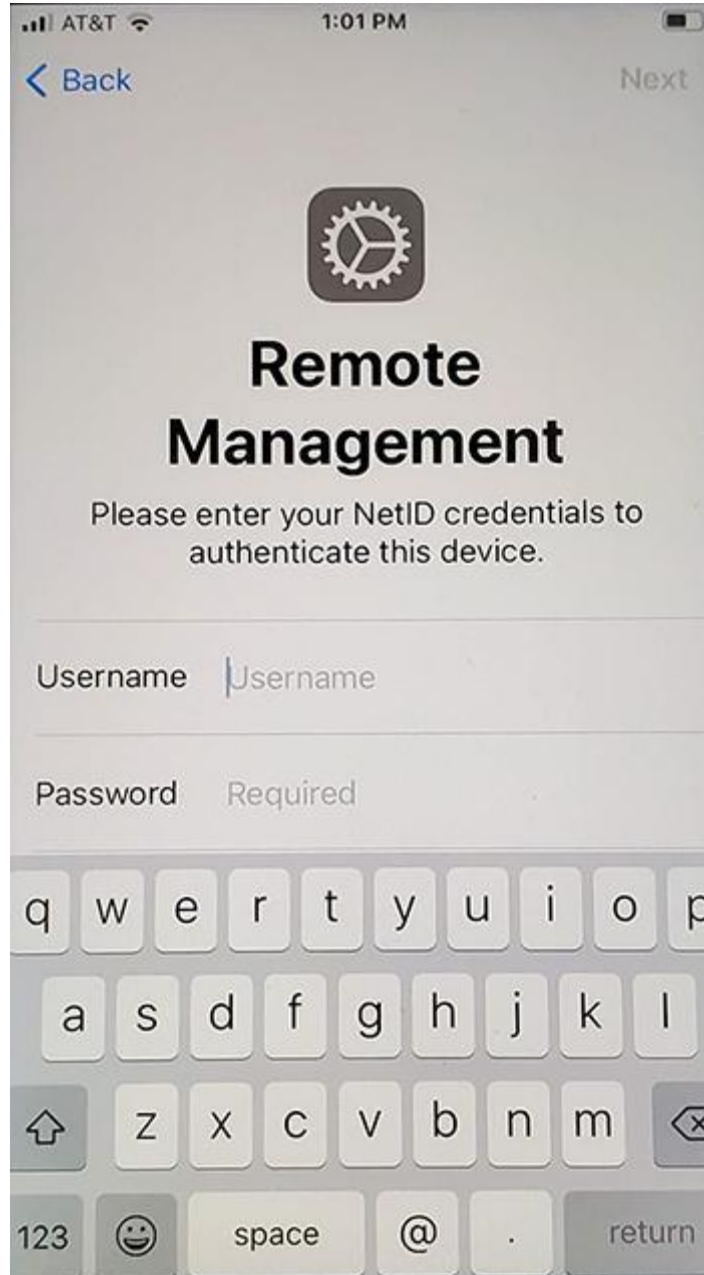 AT&T 1:01 PM
Back Next
Remote
Management
Please enter your NetID credentials to
authenticate this device.
Username Username
Password Required
q w e r t y u i o p
a s d f g h j k l
z x c v b n m
123 space @ . return